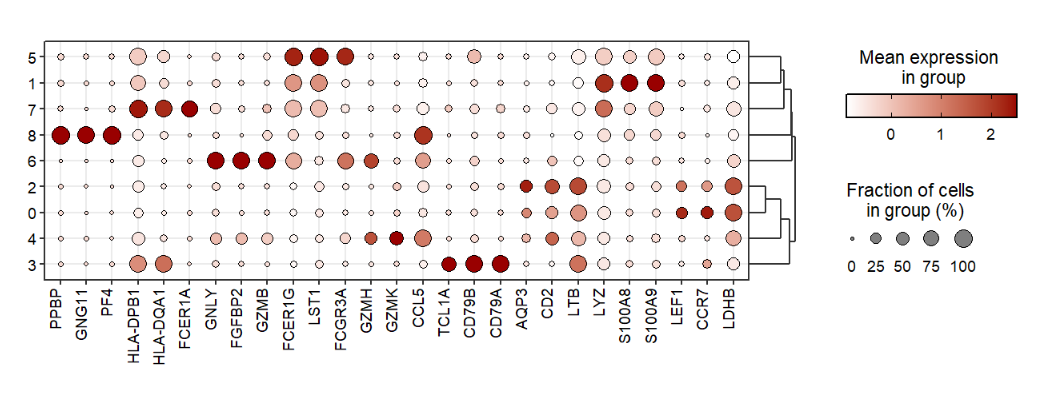 5
1
7
8
6
2
0
4
3
PPBP
GNG11
PF4
HLA-DPB1
HLA-DQA1
FCER1A
GNLY
FGFBP2
GZMB
FCER1G
LST1
FCGR3A
GZMH
GZMK
CCL5
TCL1A
CD79B
CD79A
AQP3
CD2
LTB
LYZ
S100A8
S100A9
LEF1
CCR7
LDHB
Mean expression
in group
0 1 2
Fraction of cells
in group (%)
0 25 50 75 100